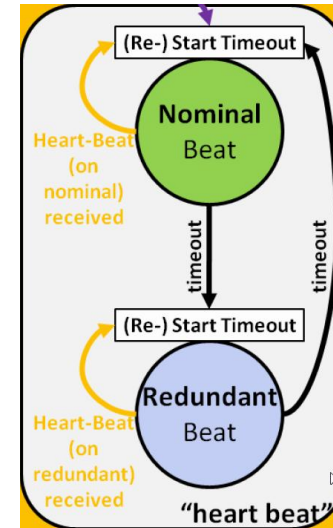 (Re-) Start Timeout
Nominal
Beat
Heart-Beat
(on
nominal)
received
timeout
timeout
(Re-) Start Timeout
Redundant
Beat
Heart-Beat
(on
redundant)
received
“heart beat”